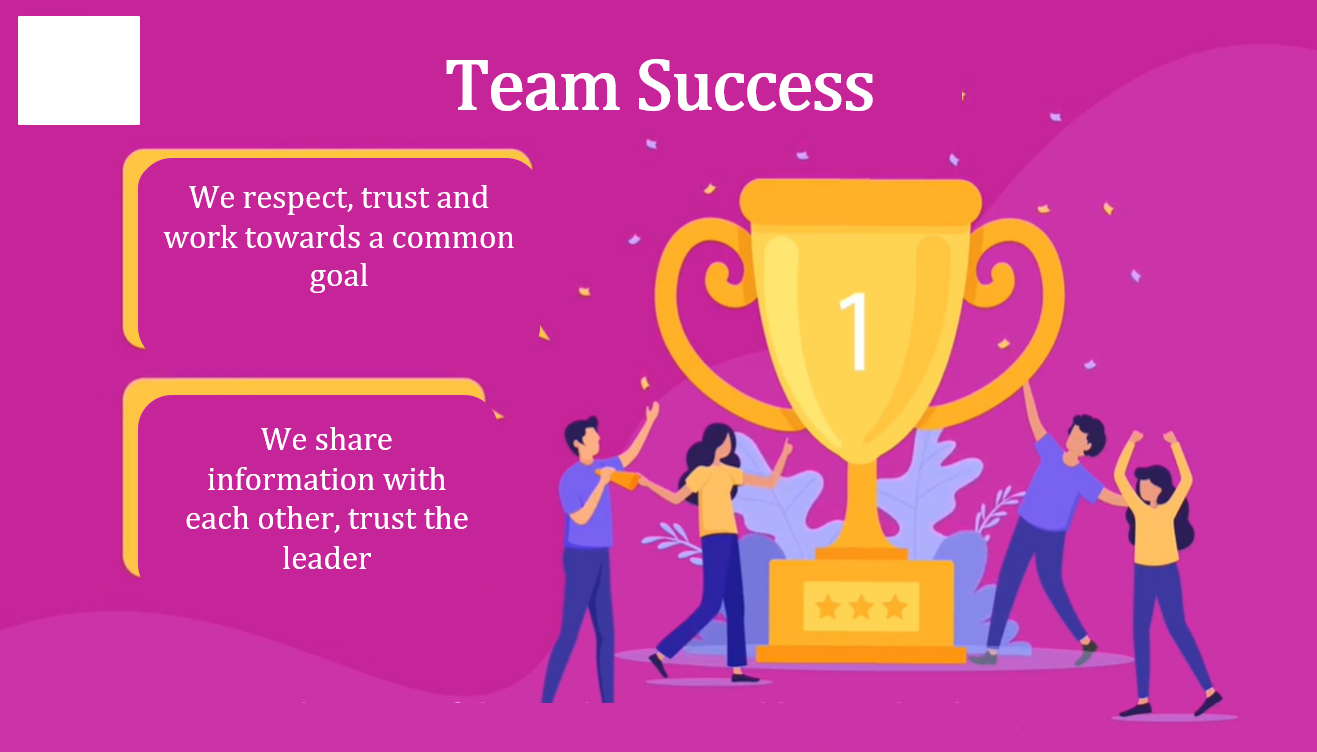 Team Success
We respect, trust and
work towards a common
goal
We share
information with
each other, trust the
leader
1